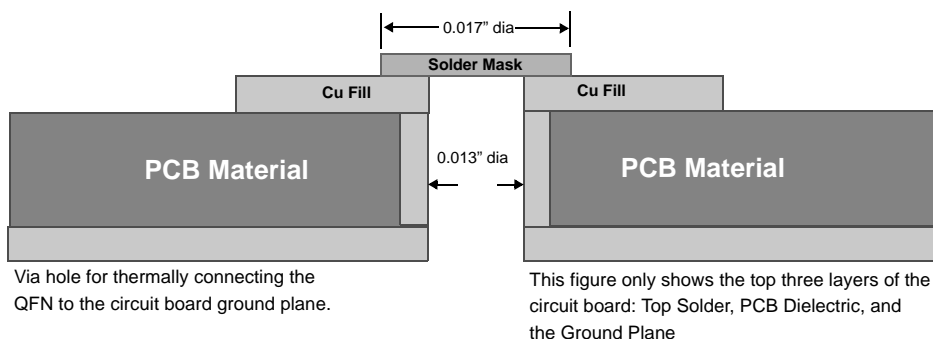 0.017" dia
Solder Mask
Cu Fill
Cu Fill
PCB Material
0.013" dia
PCB Material
Via hole for thermally connecting the
QFN to the circuit board ground plane.
This figure only shows the top three layers of the
circuit board: Top Solder, PCB Dielectric, and
the Ground Plane